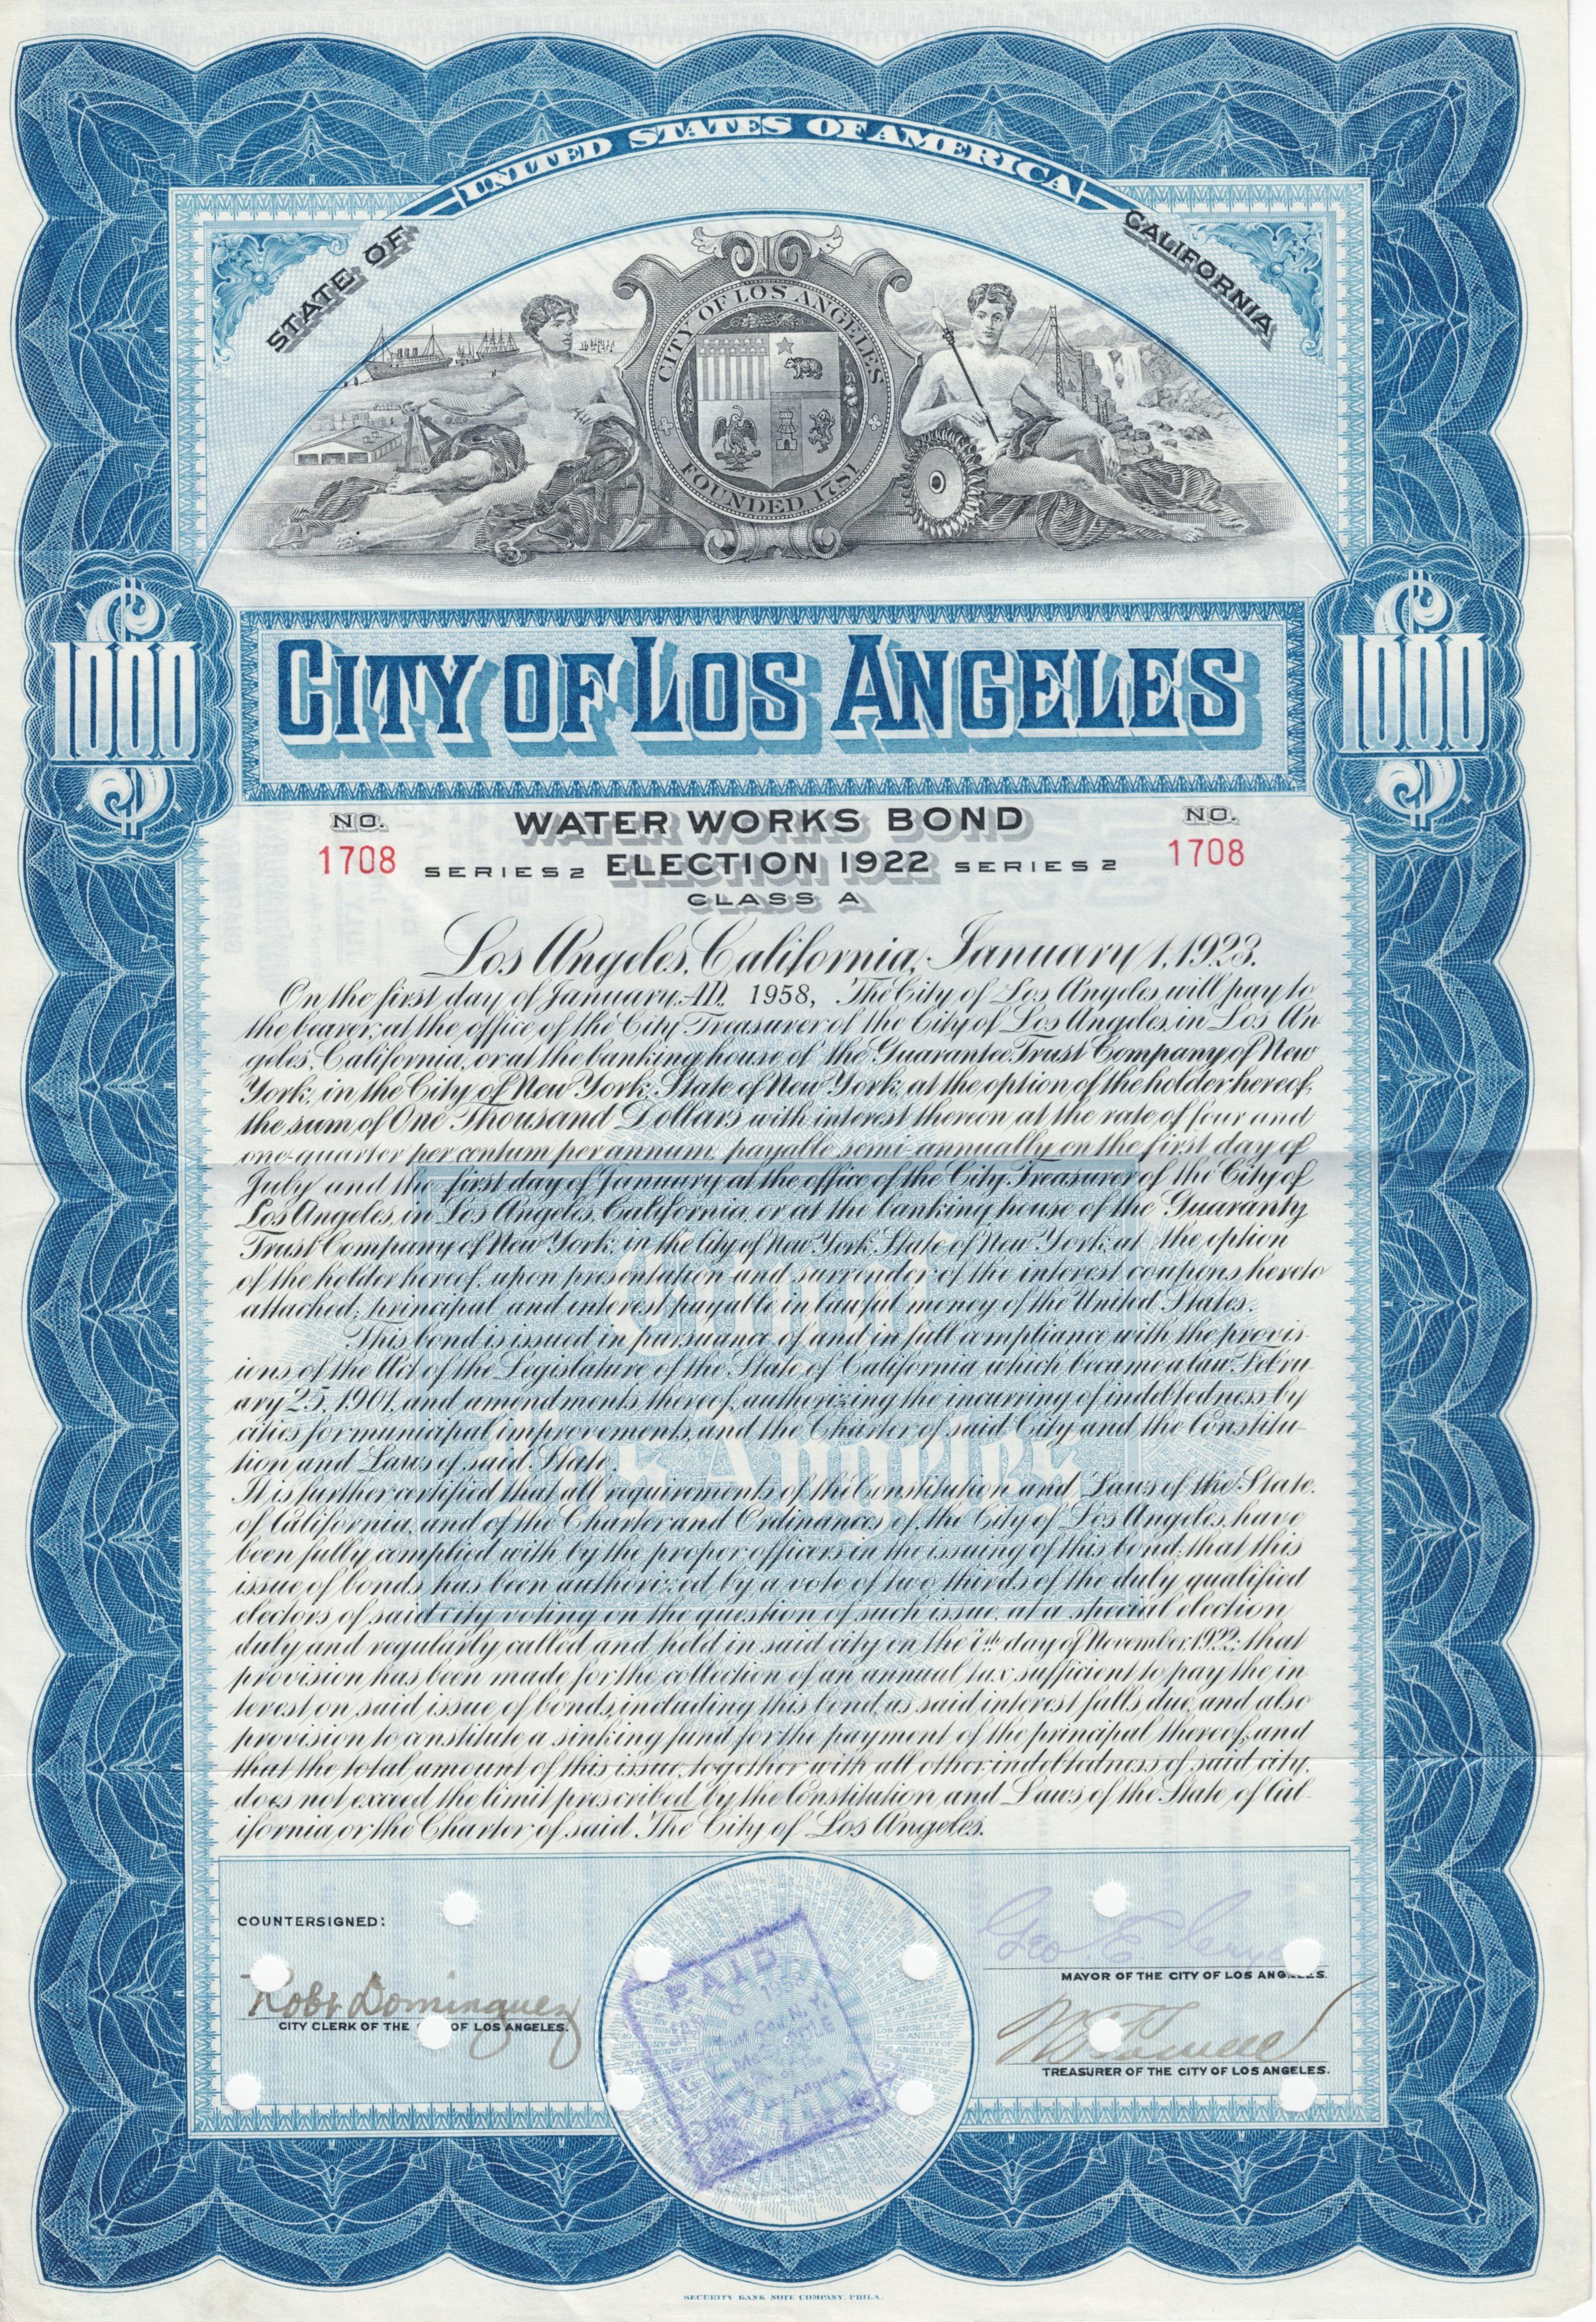 UNITED STATES OF AMERICA
STATE OF
CALIFORNIA
CITY OF LOS ANGELES
FOUNDED 1781
$
1000
$
$
1000
$
CITY OF LOS ANGELES
NO.
WATER WORKS BOND
NO.
1708
SERIES 2
ELECTION 1922
SERIES 2
1708
CLASS A
Los Angeles, California, January 1, 1923.
On the first day of January, A.D. 1958, The City of Los Angeles will pay to
the bearer, at the office of the City Treasurer of the City of Los Angeles, in Los An-
geles, California, or at the banking house of the Guarantee Trust Company of New
York, in the City of New York, State of New York, at the option of the holder hereof,
the sum of One Thousand Dollars with interest thereon at the rate of four and
one-quarter per centum per annum, payable semi-annually on the first day of
July and the first day of January at the office of the City Treasurer of the City of
Los Angeles, in Los Angeles, California, or at the banking house of the Guaranty
Trust Company of New York, in the City of New York, State of New York, at the option
of the holder hereof, upon presentation and surrender of the interest coupons hereto
attached; principal and interest payable in lawful money of the United States.
This bond is issued in pursuance of and in full compliance with the provis-
ions of the Act of the Legislature of the State of California which became a law Febru-
ary 25, 1901, and amendments thereof, authorizing the incurring of indebtedness by
cities for municipal improvements, and the Charter of said City and the Constitu-
tion and Laws of said State.
It is further certified that all requirements of the Constitution and Laws of the State
of California, and of the Charter and Ordinances of the City of Los Angeles, have
been fully complied with by the proper officers in the issuing of this bond; that this
issue of bonds has been authorized by a vote of two thirds of the duly qualified
electors of said city voting on the question of such issue, at a special election
duly and regularly called and held in said city on the 7th day of November, 1922; that
provision has been made for the collection of an annual tax sufficient to pay the in-
terest on said issue of bonds, including this bond, as said interest falls due, and also
provision to constitute a sinking fund for the payment of the principal thereof, and
that the total amount of this issue, together with all other indebtedness of said city,
does not exceed the limit prescribed by the Constitution and Laws of the State of Cal-
ifornia, or the Charter of said The City of Los Angeles.
City of
Los Angeles
COUNTERSIGNED:
Robt Dominguez
CITY CLERK OF THE OF LOS ANGELES.
PAID
N.Y.
Angeles
Geo. E.
MAYOR OF THE CITY OF LOS ANGELES.
Powell
TREASURER OF THE CITY OF LOS ANGELES.
SECURITY BANK NOTE COMPANY, PHILA.